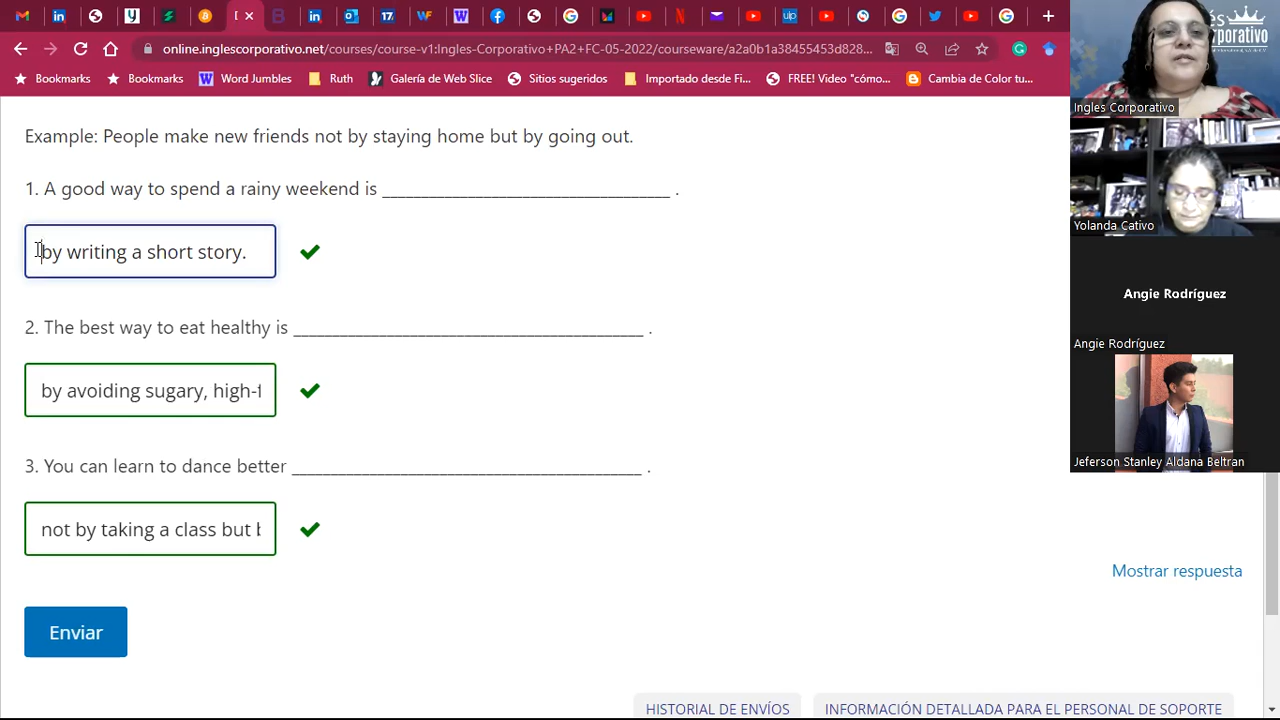 online.inglescorporativo.net/courses/course-v1:Ingles-Corporativo+PA2+FC-05-2022/courseware/a2a0b1a38455453d828...
Bookmarks
Bookmarks
Word Jumbles
Ruth
Galería de Web Slice
Sitios sugeridos
Importado desde Fi...
FREE! Video "cómo...
Cambia de Color tu...
Example: People make new friends not by staying home but by going out.
1. A good way to spend a rainy weekend is ________________________________ .
by writing a short story.
2. The best way to eat healthy is _______________________________________ .
by avoiding sugary, high-f
3. You can learn to dance better _______________________________________ .
not by taking a class but b
Mostrar respuesta
Enviar
HISTORIAL DE ENVÍOS
INFORMACIÓN DETALLADA PARA EL PERSONAL DE SOPORTE
Ingles Corporativo
Yolanda Cativo
Angie Rodríguez
Angie Rodríguez
Jeferson Stanley Aldana Beltran